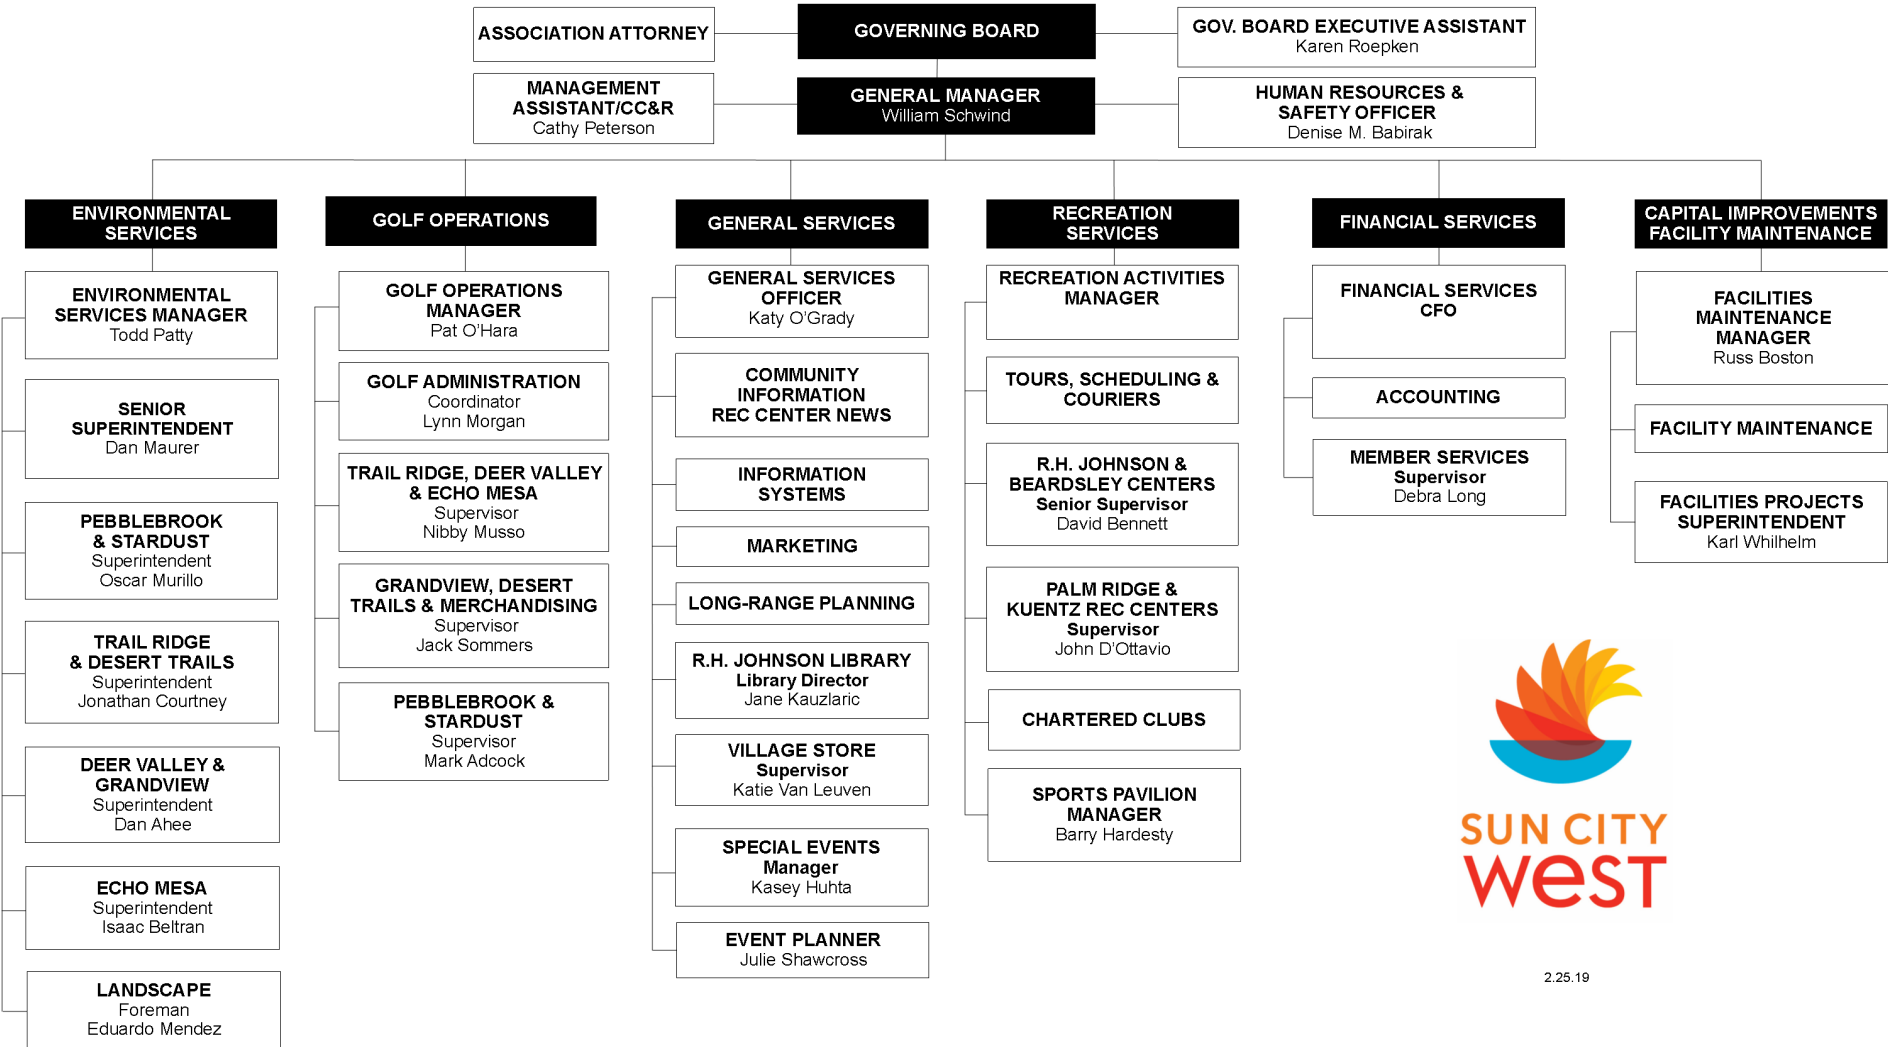 ASSOCIATION ATTORNEY
GOVERNING BOARD
GOV. BOARD EXECUTIVE ASSISTANT
Karen Roepken
MANAGEMENT
ASSISTANT/CC&R
Cathy Peterson
GENERAL MANAGER
William Schwind
HUMAN RESOURCES &
SAFETY OFFICER
Denise M. Babirak
ENVIRONMENTAL
SERVICES
ENVIRONMENTAL
SERVICES MANAGER
Todd Patty
SENIOR
SUPERINTENDENT
Dan Maurer
PEBBLEBROOK
& STARDUST
Superintendent
Oscar Murillo
TRAIL RIDGE
& DESERT TRAILS
Superintendent
Jonathan Courtney
DEER VALLEY &
GRANDVIEW
Superintendent
Dan Ahee
ECHO MESA
Superintendent
Isaac Beltran
LANDSCAPE
Foreman
Eduardo Mendez
GOLF OPERATIONS
GOLF OPERATIONS
MANAGER
Pat O'Hara
GOLF ADMINISTRATION
Coordinator
Lynn Morgan
TRAIL RIDGE, DEER VALLEY
& ECHO MESA
Supervisor
Nibby Musso
GRANDVIEW, DESERT
TRAILS & MERCHANDISING
Supervisor
Jack Sommers
PEBBLEBROOK &
STARDUST
Supervisor
Mark Adcock
GENERAL SERVICES
GENERAL SERVICES
OFFICER
Katy O'Grady
COMMUNITY
INFORMATION
REC CENTER NEWS
INFORMATION
SYSTEMS
MARKETING
LONG-RANGE PLANNING
R.H. JOHNSON LIBRARY
Library Director
Jane Kauzlaric
VILLAGE STORE
Supervisor
Katie Van Leuven
SPECIAL EVENTS
Manager
Kasey Huhta
EVENT PLANNER
Julie Shawcross
RECREATION
SERVICES
RECREATION ACTIVITIES
MANAGER
TOURS, SCHEDULING &
COURIERS
R.H. JOHNSON &
BEARDSLEY CENTERS
Senior Supervisor
David Bennett
PALM RIDGE &
KUENTZ REC CENTERS
Supervisor
John D'Ottavio
CHARTERED CLUBS
SPORTS PAVILION
MANAGER
Barry Hardesty
FINANCIAL SERVICES
FINANCIAL SERVICES
CFO
ACCOUNTING
MEMBER SERVICES
Supervisor
Debra Long
CAPITAL IMPROVEMENTS
FACILITY MAINTENANCE
FACILITIES
MAINTENANCE
MANAGER
Russ Boston
FACILITY MAINTENANCE
FACILITIES PROJECTS
SUPERINTENDENT
Karl Whilhelm
SUN CITY
WeST
2.25.19